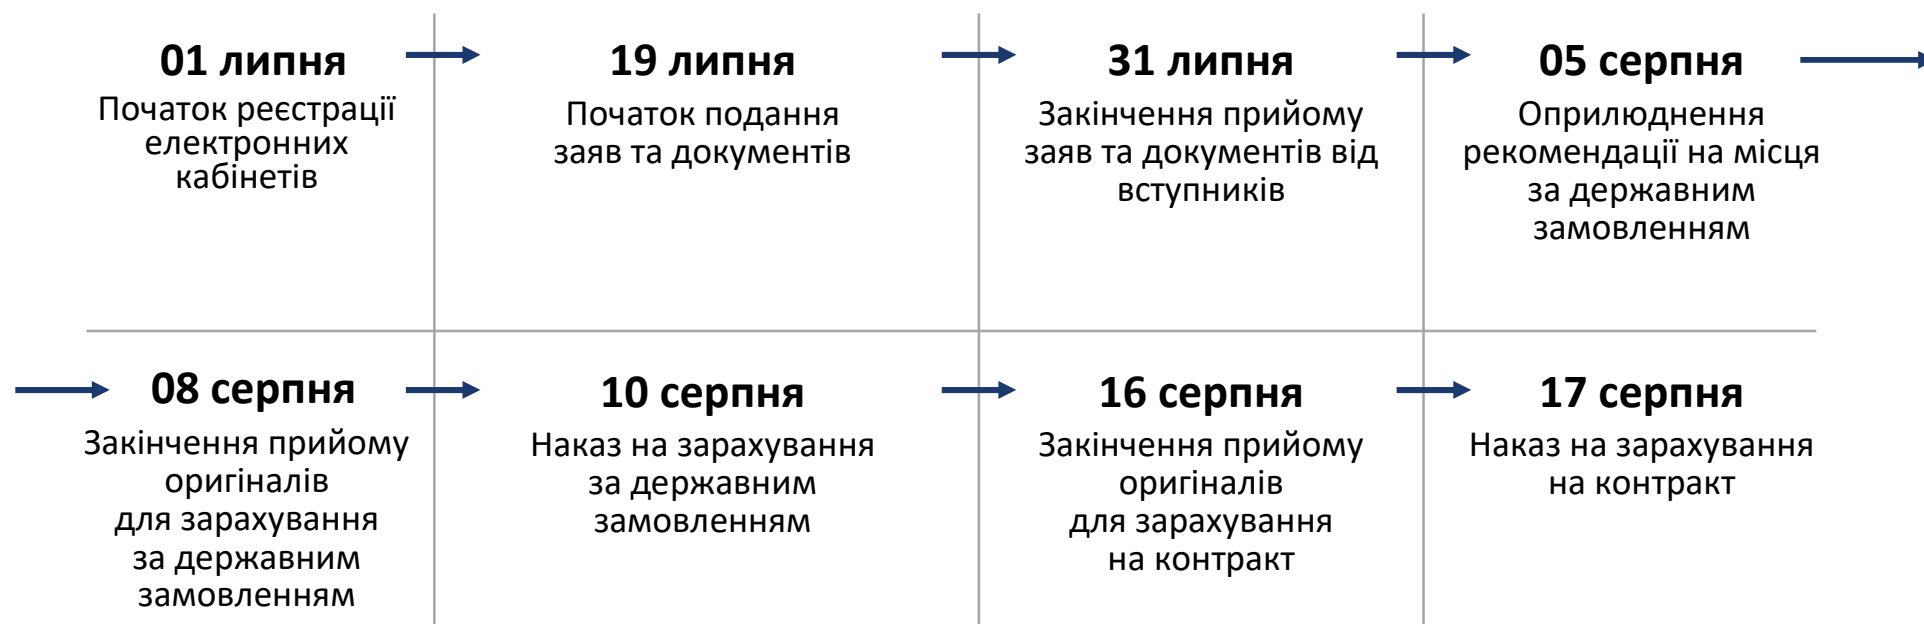 01 липня
Початок реєстрації
електронних
кабінетів
19 липня
Початок подання
заяв та документів
31 липня
Закінчення прийому
заяв та документів від
вступників
05 серпня
Оприлюднення
рекомендації на місця
за державним
замовленням
08 серпня
Закінчення прийому
оригіналів
для зарахування
за державним
замовленням
10 серпня
Наказ на зарахування
за державним
замовленням
16 серпня
Закінчення прийому
оригіналів
для зарахування
на контракт
17 серпня
Наказ на зарахування
на контракт